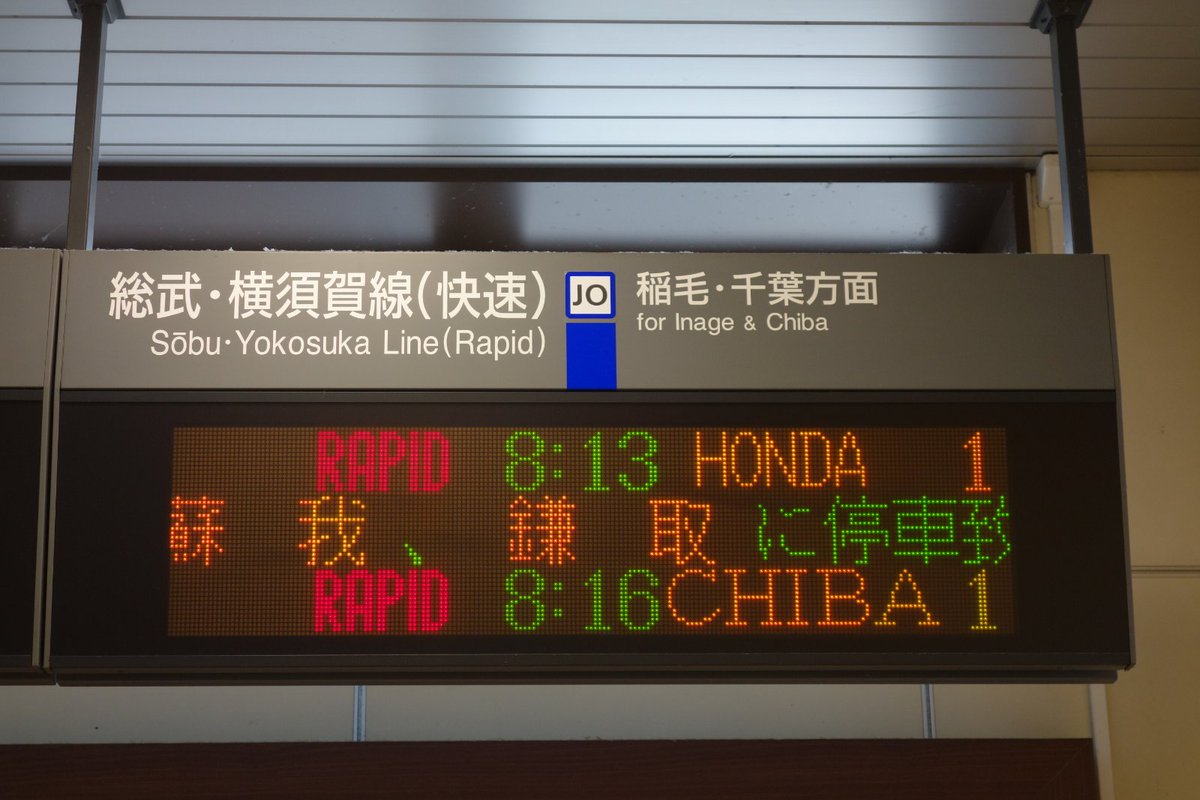 総武・横須賀線(快速)
Sōbu・Yokosuka Line(Rapid)
JO
稲毛・千葉方面
for Inage & Chiba
RAPID 8:13 HONDA 1
蘇 我、 鎌 取 に停車致
RAPID 8:16 CHIBA 1